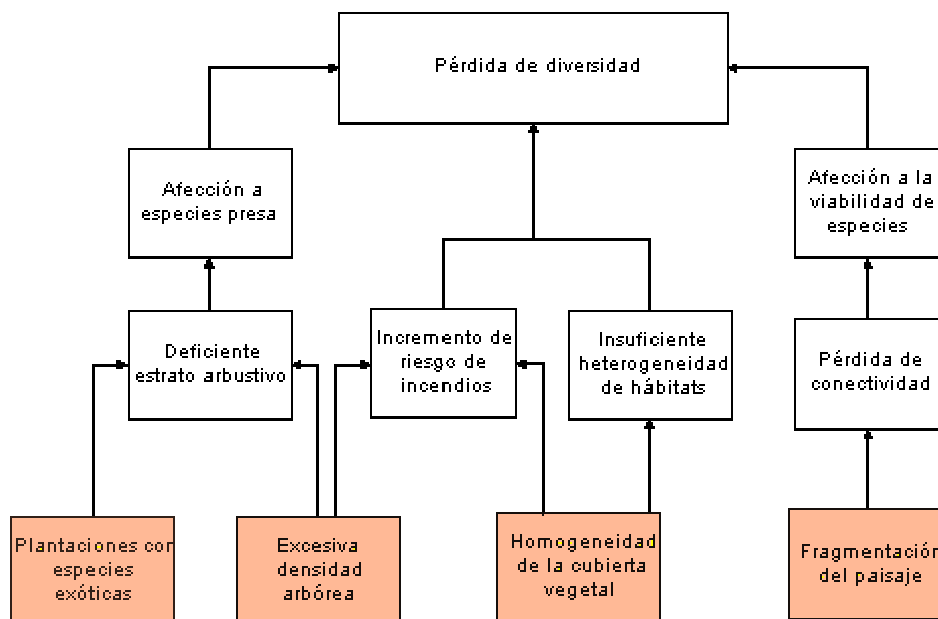 Pérdida de diversidad
Afección a
especies presa
Afección a la
viabilidad de
especies
Deficiente
estrato arbustivo
Incremento de
riesgo de
incendios
Insuficiente
heterogeneidad
de hábitats
Pérdida de
conectividad
Plantaciones con
especies
exóticas
Excesiva
densidad
arbórea
Homogeneidad
de la cubierta
vegetal
Fragmentación
del paisaje